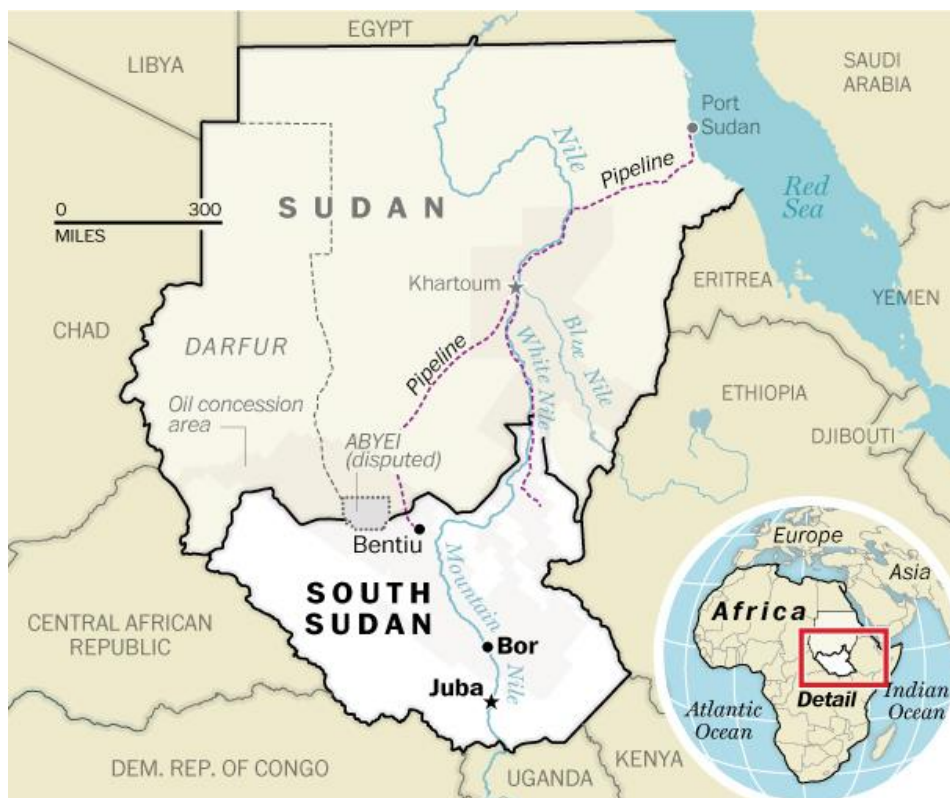 EGYPT
LIBYA
SAUDI
ARABIA
Port
Sudan
Nile
Pipeline
SUDAN
Red
Sea
0 300
MILES
Khartoum
ERITREA
YEMEN
CHAD
DARFUR
Pipeline
White Nile
Blue Nile
Oil concession
area
ETHIOPIA
DJIBOUTI
ABYEI
(disputed)
Bentiu
Mountain Nile
SOUTH
SUDAN
CENTRAL AFRICAN
REPUBLIC
Bor
Juba
DEM. REP. OF CONGO
UGANDA
KENYA
Europe
Asia
Africa
Detail
Atlantic
Ocean
Indian
Ocean